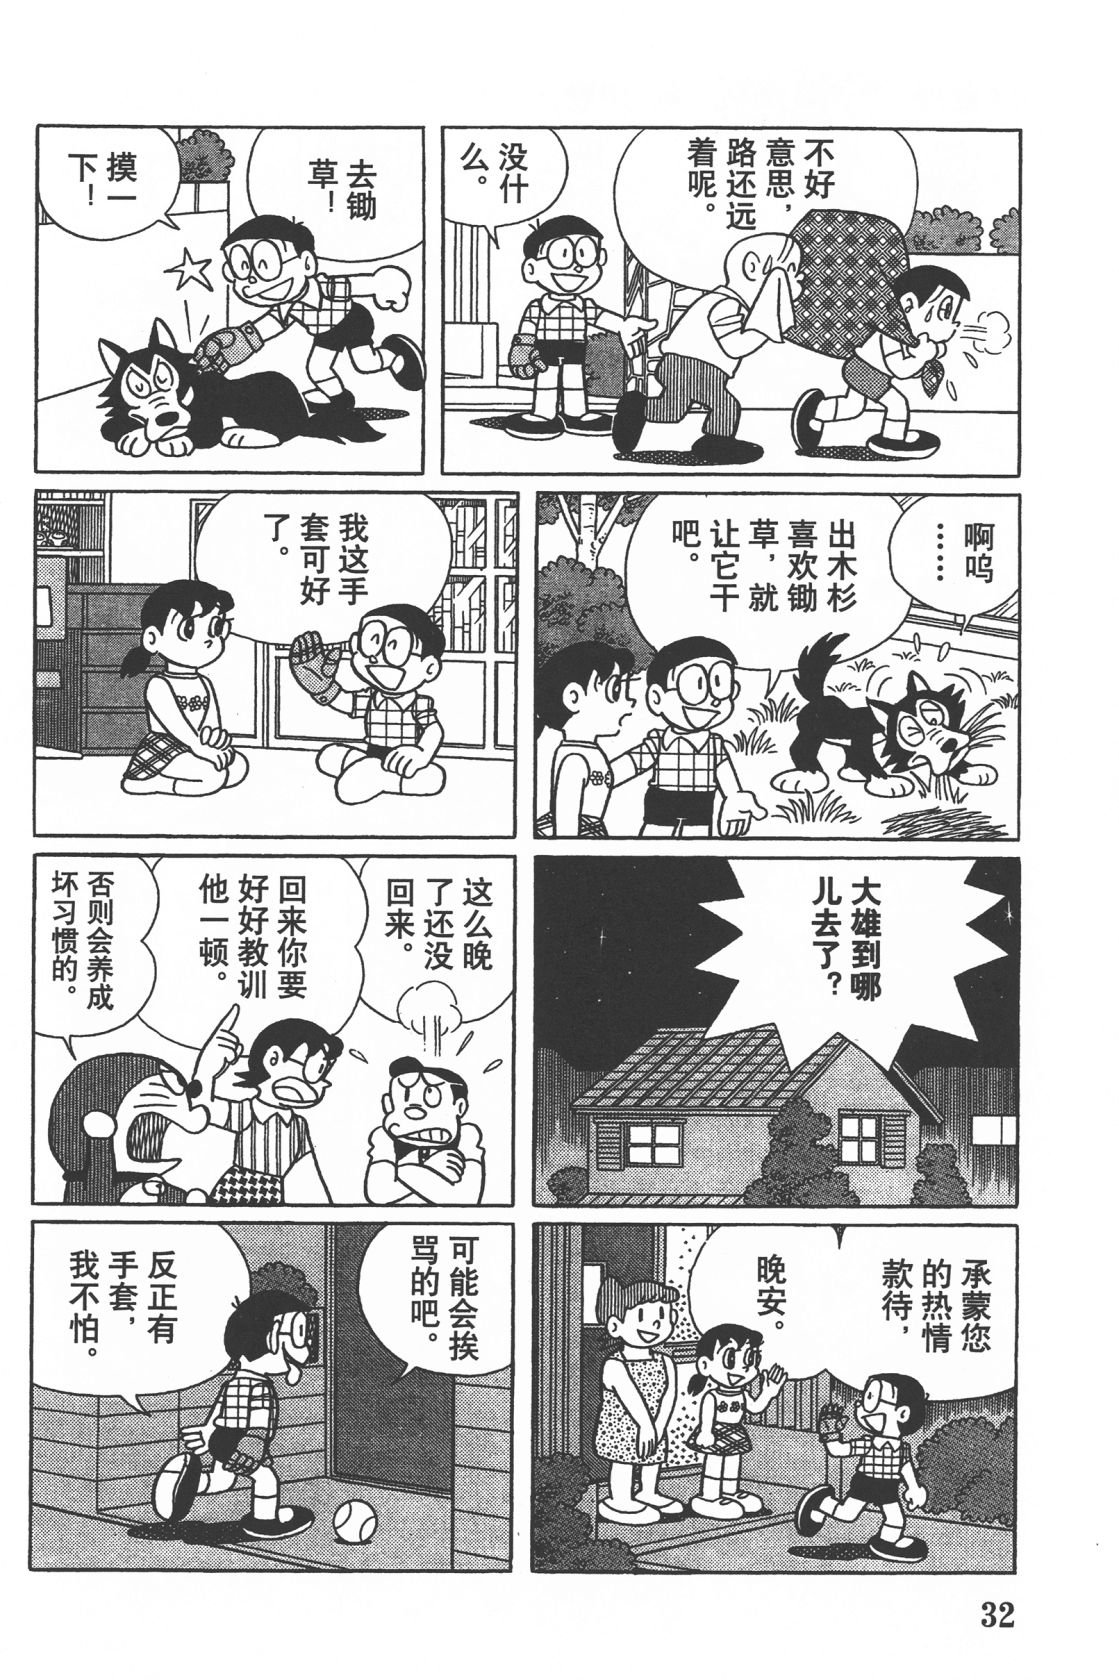 不好
意思，
路还远
着呢。
没什
么。
去锄
草！
摸一
下！
啊呜
……
出木杉
喜欢锄
草，就
让它干
吧。
我这手
套可好
了。
大雄到哪
儿去了？
这么晚
了还没
回来。
回来你要
好好教训
他一顿。
否则会养成
坏习惯的。
承蒙您
的热情
款待，
晚安。
可能会挨
骂的吧。
反正有
手套，
我不怕。
32